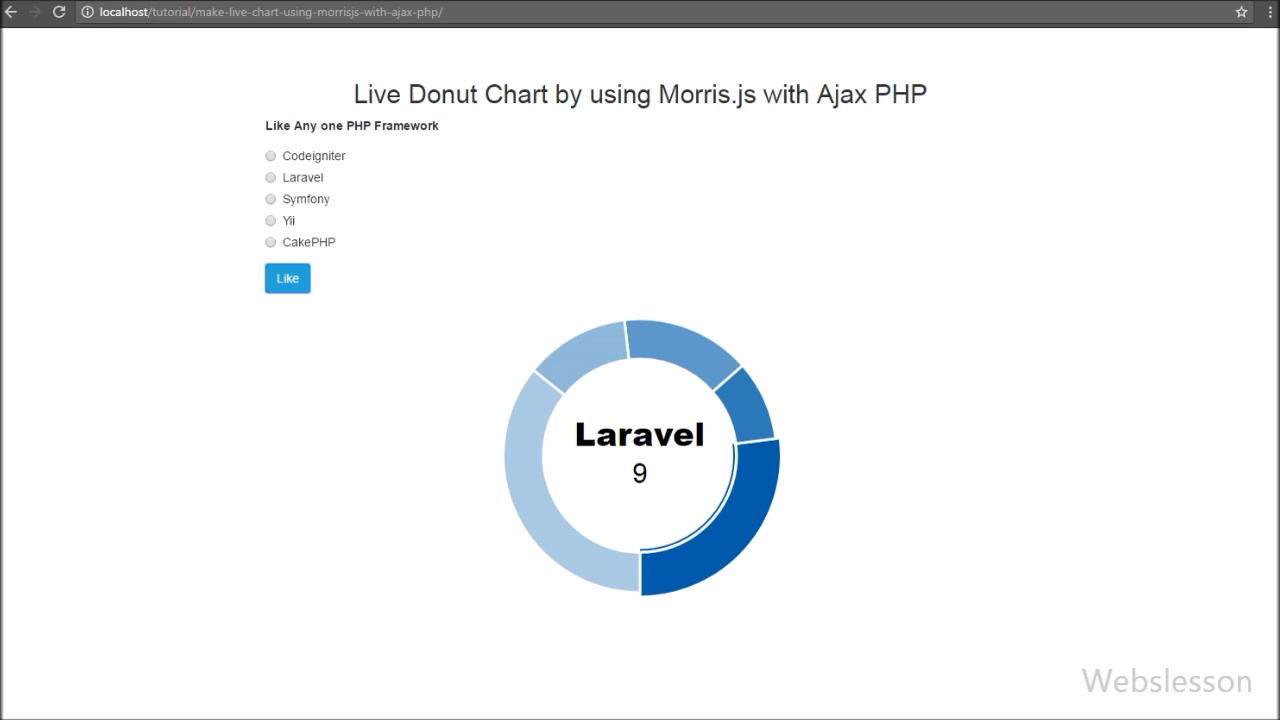 localhost/tutorial/make-live-chart-using-morrisjs-with-ajax-php/
Live Donut Chart by using Morris.js with Ajax PHP
Like Any one PHP Framework
Codeigniter
Laravel
Symfony
Yii
CakePHP
Like
Laravel
9
Webslesson